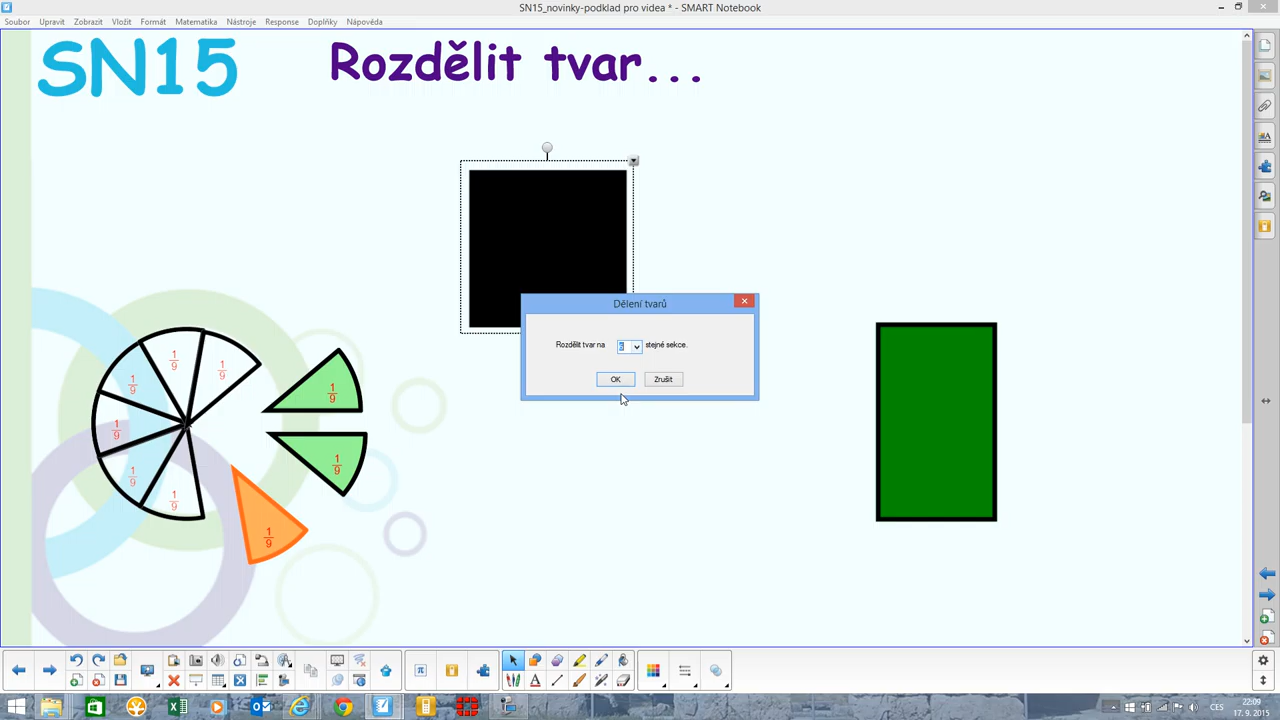 SN15_novinky-podklad pro videa * - SMART Notebook
Soubor Upravit Zobrazit Vložit Formát Matematika Nástroje Response Doplňky Nápověda
SN15 Rozdělit tvar...
Dělení tvarů
Rozdělit tvar na 6 stejné sekce.
OK Zrušit
1/9
1/9
1/9
1/9
1/9
1/9
1/9
1/9
1/9
CES
22:09
17. 9. 2015